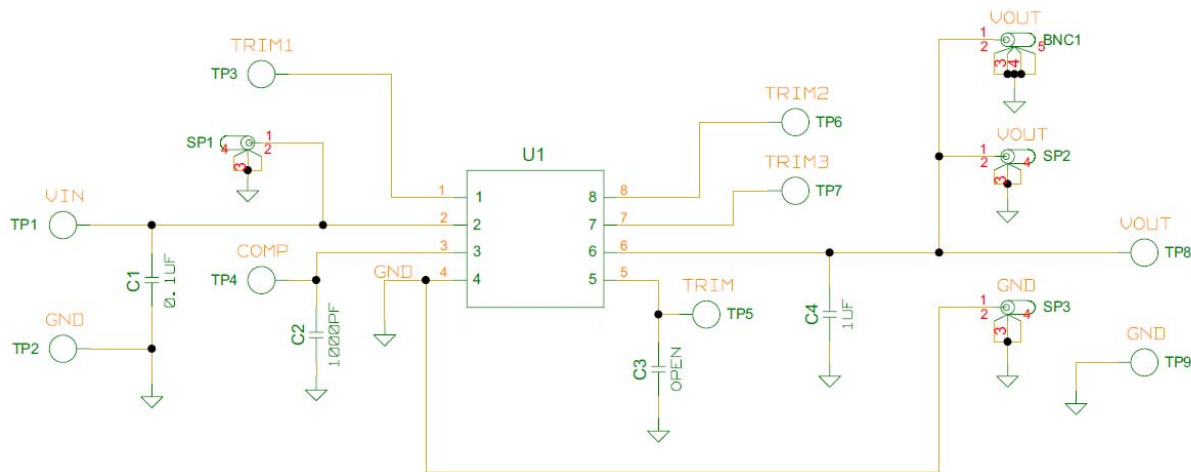 VOUT
1
2
BNC1
5
3
4
TRIM1
TP3
TRIM2
TP6
SP1
1
2
4
3
VOUT
1
2
SP2
4
3
U1
TRIM3
TP7
1 1
8 8
VIN
TP1
2 2
7 7
COMP
TP4
3 3
6 6
VOUT
TP8
GND
4 4
5 5
C1
0.1UF
TRIM
TP5
GND
1
2
SP3
4
3
GND
TP2
C2
1000PF
C3
OPEN
C4
1UF
GND
TP9